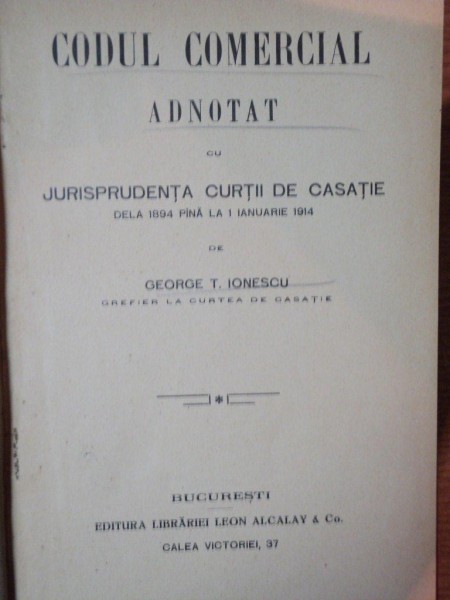 CODUL COMERCIAL
ADNOTAT
CU
JURISPRUDENȚA CURȚII DE CASAȚIE
DELA 1894 PÎNĂ LA 1 IANUARIE 1914
DE
GEORGE T. IONESCU
GREFIER LA CURTEA DE CASAȚIE
BUCUREȘTI
EDITURA LIBRĂRIEI LEON ALCALAY & Co.
CALEA VICTORIEI, 37